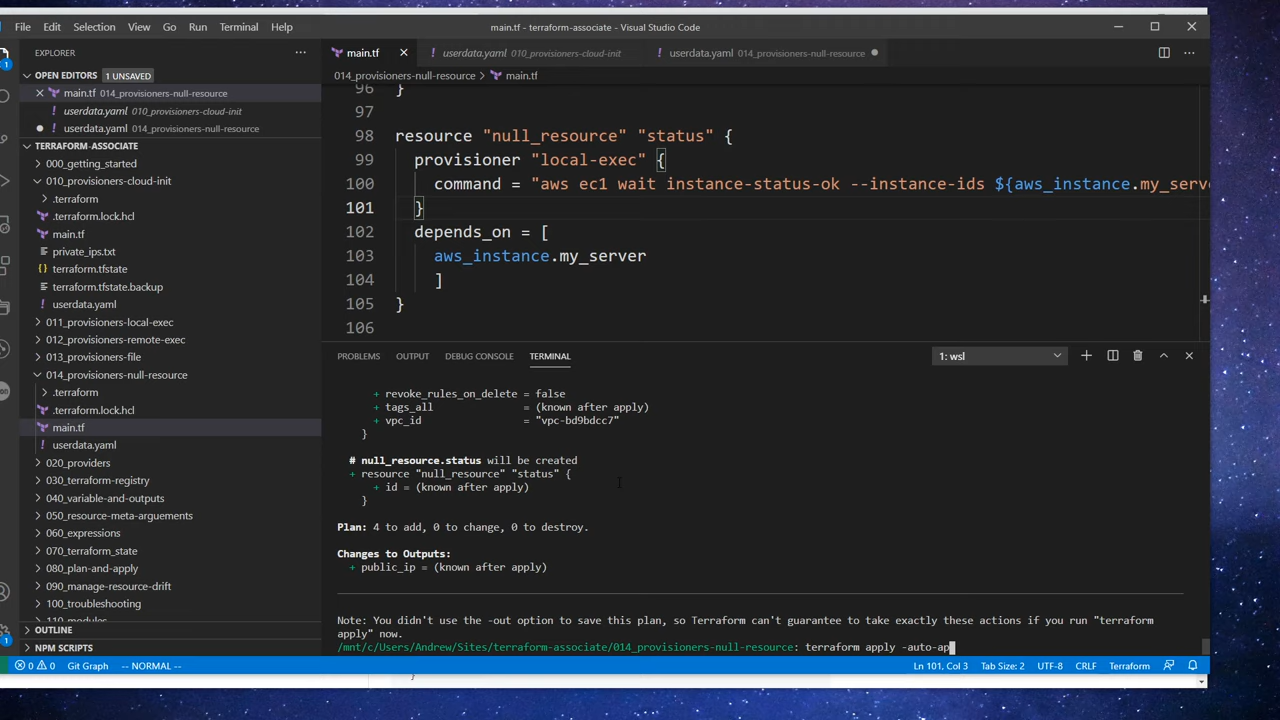 File Edit Selection View Go Run Terminal Help main.tf - terraform-associate - Visual Studio Code
EXPLORER
OPEN EDITORS 1 UNSAVED
main.tf 014_provisioners-null-resource
userdata.yaml 010_provisioners-cloud-init
userdata.yaml 014_provisioners-null-resource
TERRAFORM-ASSOCIATE
000_getting_started
010_provisioners-cloud-init
.terraform
.terraform.lock.hcl
main.tf
private_ips.txt
terraform.tfstate
terraform.tfstate.backup
userdata.yaml
011_provisioners-local-exec
012_provisioners-remote-exec
013_provisioners-file
014_provisioners-null-resource
.terraform
.terraform.lock.hcl
main.tf
userdata.yaml
020_providers
030_terraform-registry
040_variable-and-outputs
050_resource-meta-arguements
060_expressions
070_terraform_state
080_plan-and-apply
090_manage-resource-drift
100_troubleshooting
110_modules
OUTLINE
NPM SCRIPTS
main.tf userdata.yaml 010_provisioners-cloud-init userdata.yaml 014_provisioners-null-resource
014_provisioners-null-resource > main.tf
96 }
97
98 resource "null_resource" "status" {
99 provisioner "local-exec" {
100 command = "aws ec1 wait instance-status-ok --instance-ids ${aws_instance.my_serve
101 }
102 depends_on = [
103 aws_instance.my_server
104 ]
105 }
106
PROBLEMS OUTPUT DEBUG CONSOLE TERMINAL 1: wsl
+ revoke_rules_on_delete = false
+ tags_all = (known after apply)
+ vpc_id = "vpc-bd9bdcc7"
}
# null_resource.status will be created
+ resource "null_resource" "status" {
+ id = (known after apply)
}
Plan: 4 to add, 0 to change, 0 to destroy.
Changes to Outputs:
+ public_ip = (known after apply)
Note: You didn't use the -out option to save this plan, so Terraform can't guarantee to take exactly these actions if you run "terraform
apply" now.
/mnt/c/Users/Andrew/Sites/terraform-associate/014_provisioners-null-resource: terraform apply -auto-ap
0 0 Git Graph -- NORMAL -- Ln 101, Col 3 Tab Size: 2 UTF-8 CRLF Terraform
}